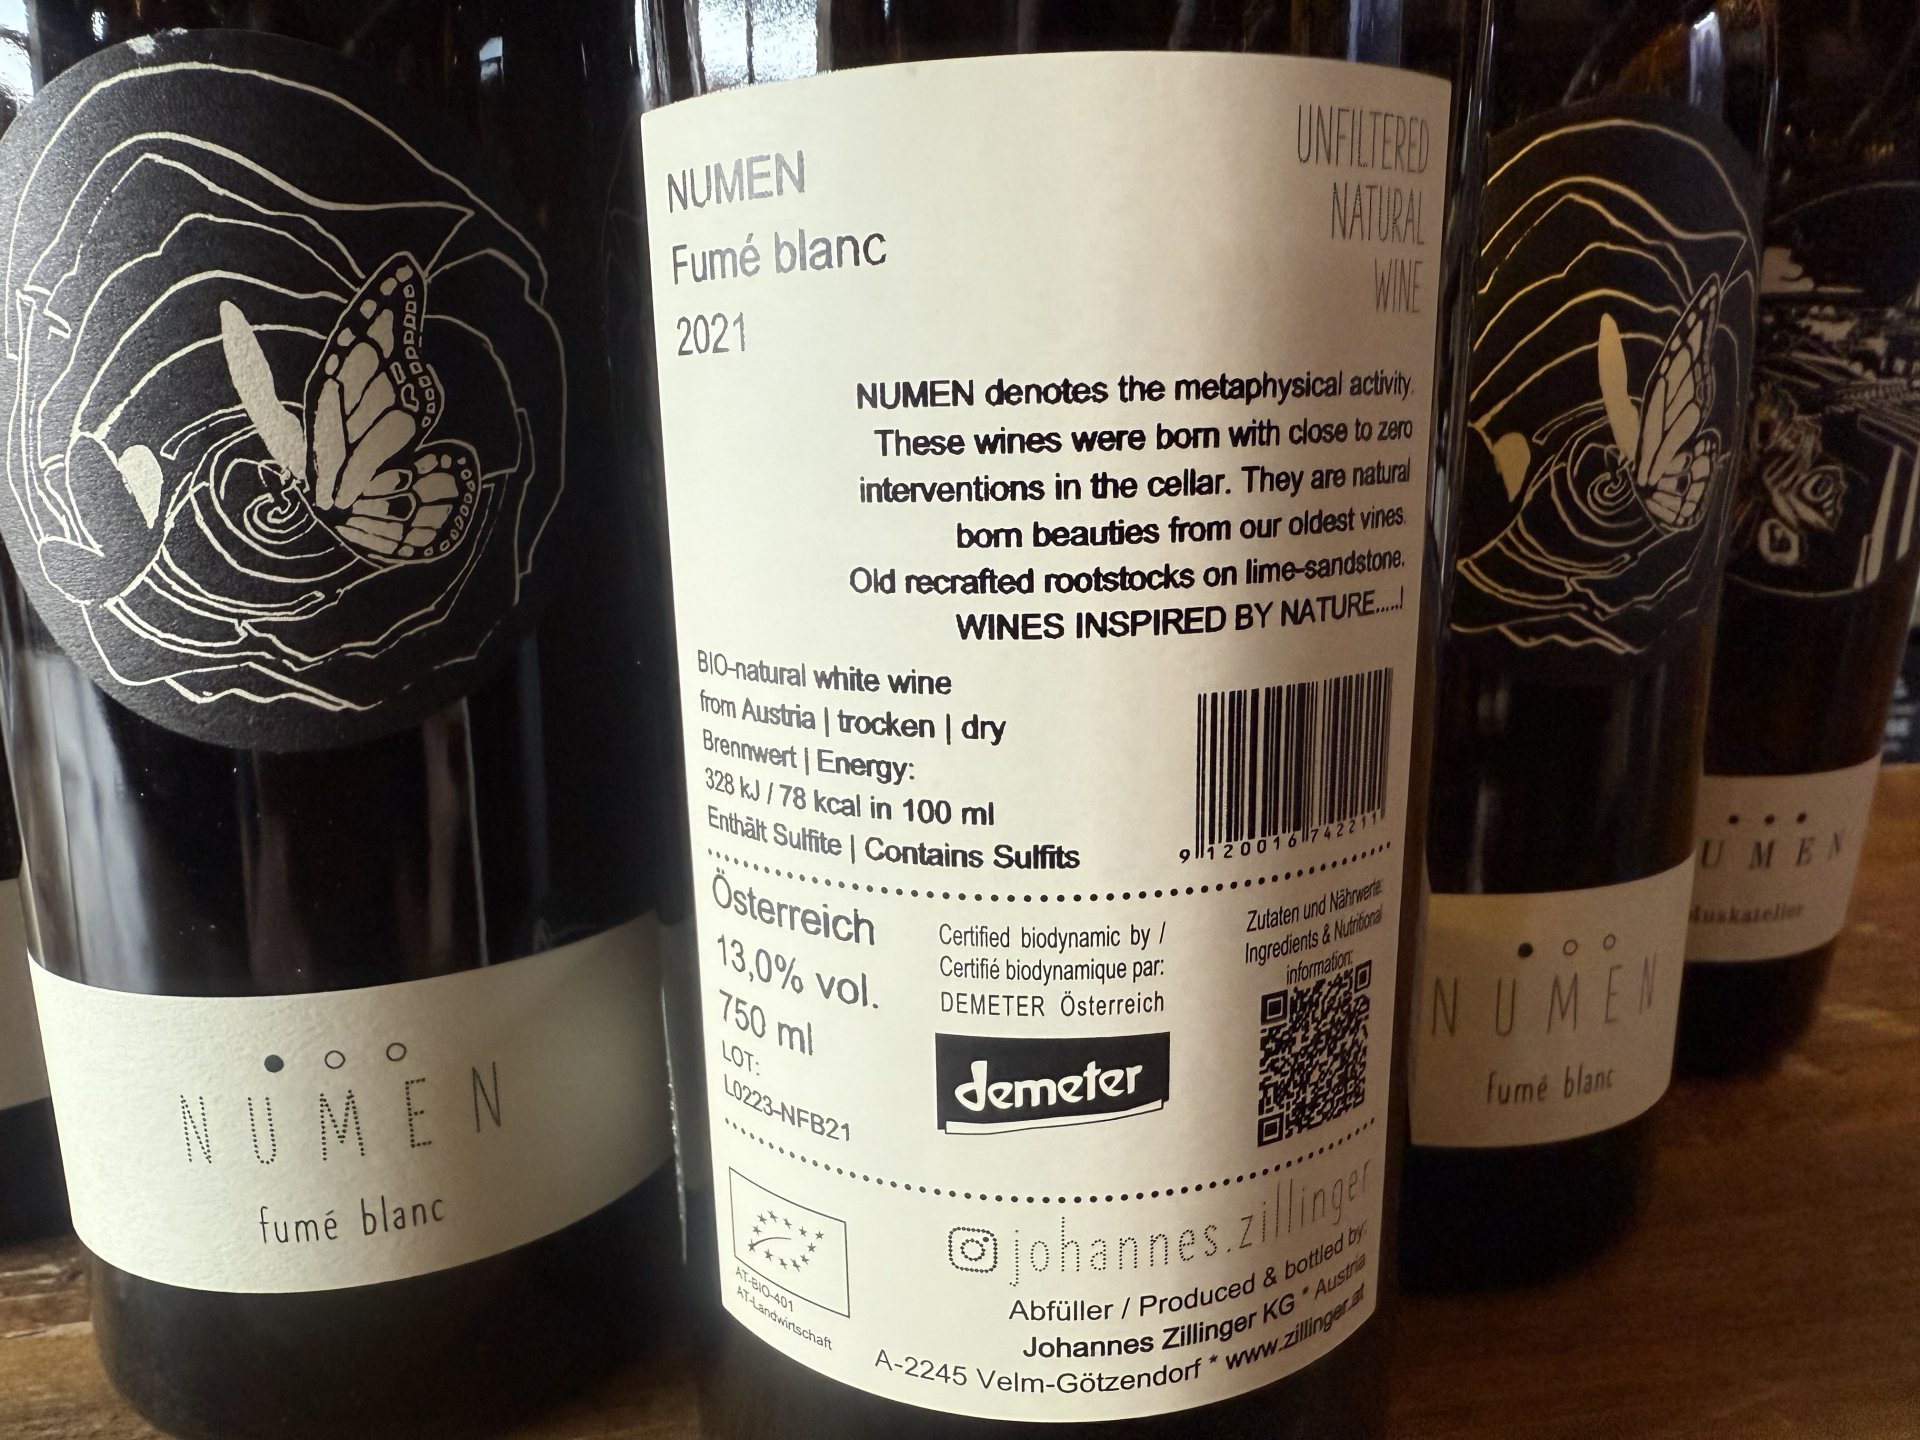 NUMEN
fumé blanc
NUMEN
Fumé blanc
2021
UNFILTERED
NATURAL
WINE
NUMEN denotes the metaphysical activity.
These wines were born with close to zero
interventions in the cellar. They are natural
born beauties from our oldest vines.
Old recrafted rootstocks on lime-sandstone.
WINES INSPIRED BY NATURE.....!
BIO-natural white wine
from Austria | trocken | dry
Brennwert | Energy:
328 kJ / 78 kcal in 100 ml
Enthält Sulfite | Contains Sulfits
9 120016 742211
Österreich
13,0% vol.
750 ml
LOT:
L0223-NFB21
Certified biodynamic by /
Certifié biodynamique par:
DEMETER Österreich
demeter
Zutaten und Nährwerte:
Ingredients & Nutritional
information:
AT-BIO-401
AT-Landwirtschaft
johannes.zillinger
Abfüller / Produced & bottled by:
Johannes Zillinger KG * Austria
A-2245 Velm-Götzendorf * www.zillinger.at
NUMEN
fumé blanc
UMEN
Muskateller